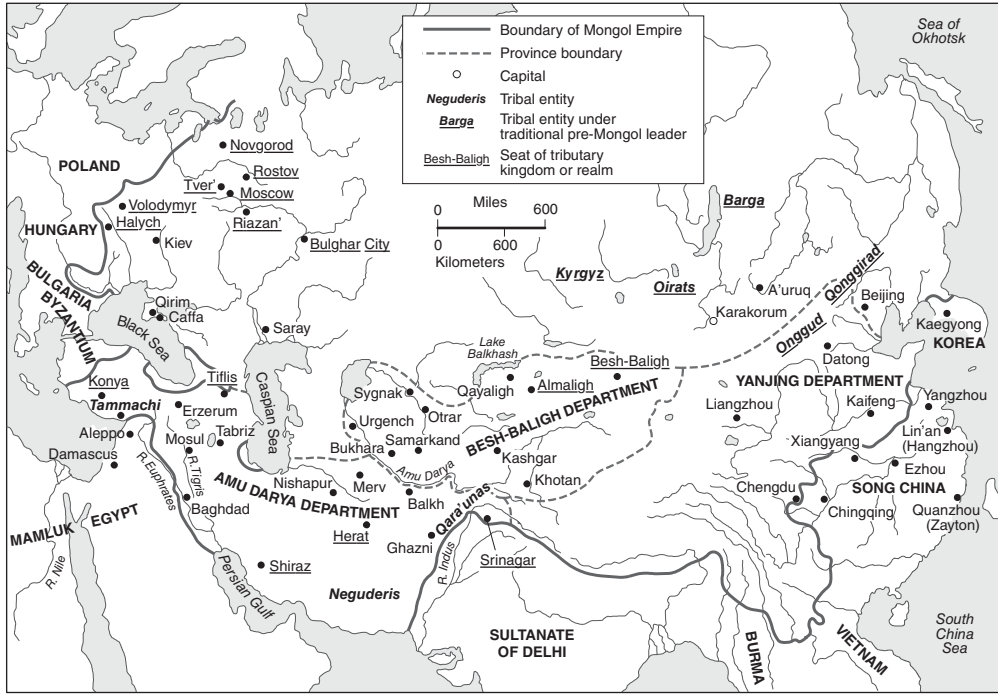 Boundary of Mongol Empire
Province boundary
Capital
Neguderis Tribal entity
Barga Tribal entity under
traditional pre-Mongol leader
Besh-Baligh Seat of tributary
kingdom or realm
Miles
0 600
0 600
Kilometers
Sea of
Okhotsk
Novgorod
POLAND
Rostov
Tver'
Moscow
Volodymyr
Riazan'
Halych
HUNGARY
Kiev
Bulghar City
Barga
Kyrgyz
Oirats
A'uruq
Qonggirad
Beijing
Karakorum
Onggud
Kaegyong
KOREA
BULGARIA
BYZANTIUM
Qirim
Caffa
Black Sea
Saray
Caspian Sea
Lake
Balkhash
Besh-Baligh
Datong
Konya
Tiflis
Sygnak
Qayaligh
Almaligh
YANJING DEPARTMENT
Tammachi
Erzerum
Otrar
BESH-BALIGH DEPARTMENT
Liangzhou
Kaifeng
Yangzhou
Urgench
Aleppo
Mosul
Tabriz
Samarkand
Bukhara
Lin'an
(Hangzhou)
Xiangyang
Damascus
R.Euphrates
R.Tigris
Amu Darya
Kashgar
Ezhou
Nishapur
Merv
Khotan
AMU DARYA DEPARTMENT
Balkh
Chengdu
SONG CHINA
Baghdad
Qara'unas
Chingqing
Quanzhou
(Zayton)
MAMLUK EGYPT
Herat
Ghazni
R. Nile
Shiraz
R. Indus
Srinagar
Persian Gulf
Neguderis
SULTANATE
OF DELHI
BURMA
VIETNAM
South
China
Sea